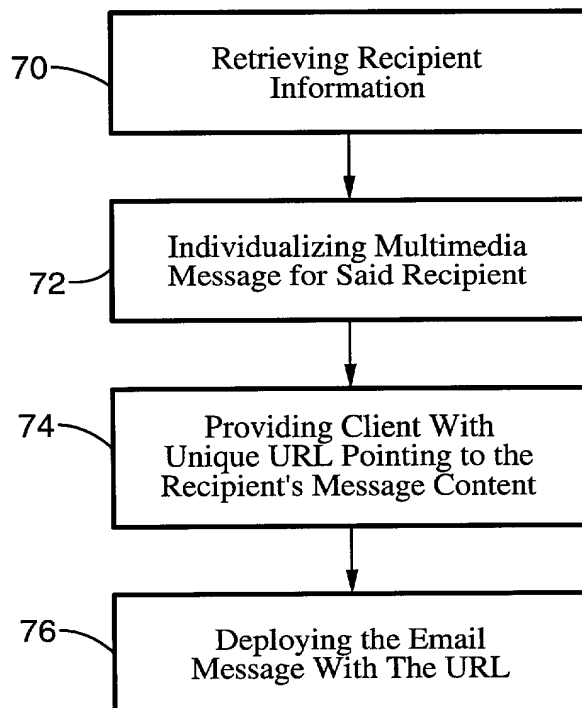 70
Retrieving Recipient
Information
72
Individualizing Multimedia
Message for Said Recipient
74
Providing Client With
Unique URL Pointing to the
Recipient's Message Content
76
Deploying the Email
Message With The URL